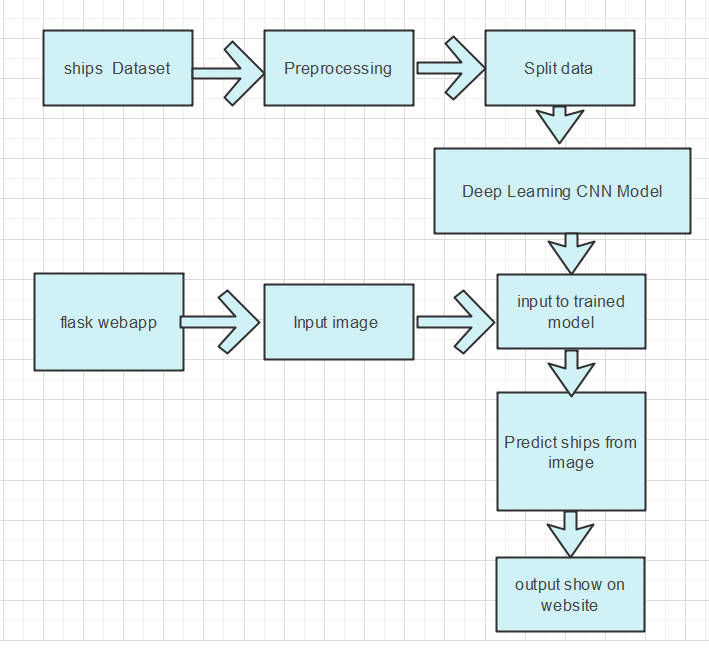 ships  Dataset
Preprocessing
Split data
Deep Learning CNN Model
flask webapp
Input image
input to trained
model
Predict ships from
image
output show on
website